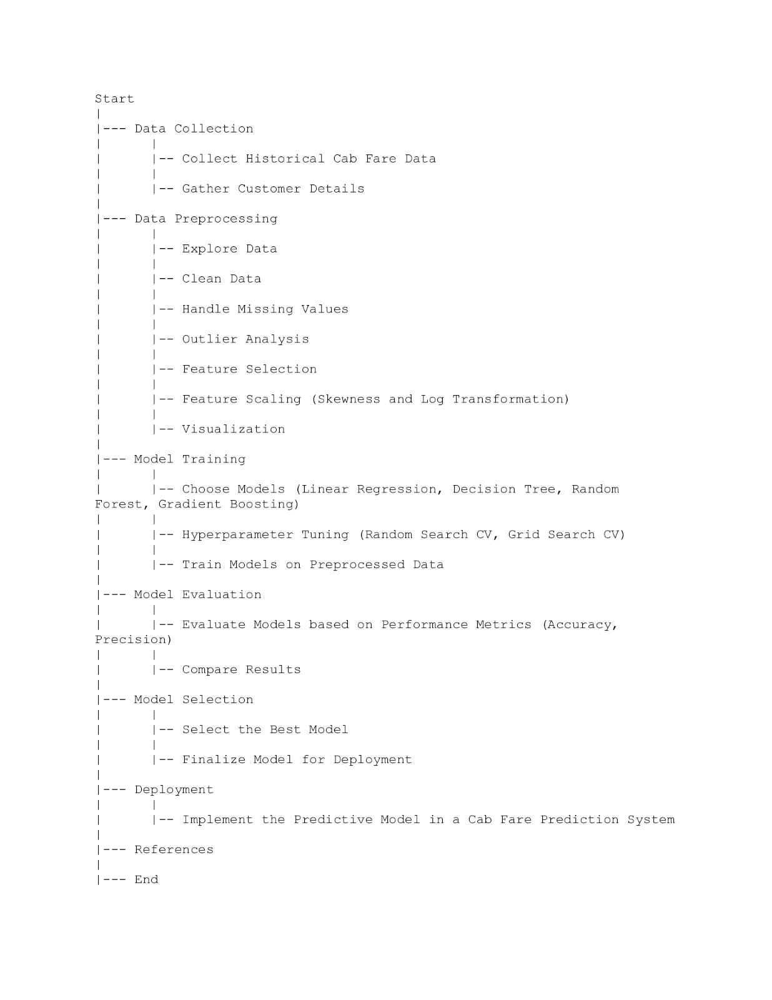 Start
|
|--- Data Collection
|      |
|      |-- Collect Historical Cab Fare Data
|      |
|      |-- Gather Customer Details
|
|--- Data Preprocessing
|      |
|      |-- Explore Data
|      |
|      |-- Clean Data
|      |
|      |-- Handle Missing Values
|      |
|      |-- Outlier Analysis
|      |
|      |-- Feature Selection
|      |
|      |-- Feature Scaling (Skewness and Log Transformation)
|      |
|      |-- Visualization
|
|--- Model Training
|      |
|      |-- Choose Models (Linear Regression, Decision Tree, Random
Forest, Gradient Boosting)
|      |
|      |-- Hyperparameter Tuning (Random Search CV, Grid Search CV)
|      |
|      |-- Train Models on Preprocessed Data
|
|--- Model Evaluation
|      |
|      |-- Evaluate Models based on Performance Metrics (Accuracy,
Precision)
|      |
|      |-- Compare Results
|
|--- Model Selection
|      |
|      |-- Select the Best Model
|      |
|      |-- Finalize Model for Deployment
|
|--- Deployment
|      |
|      |-- Implement the Predictive Model in a Cab Fare Prediction System
|
|--- References
|
|--- End